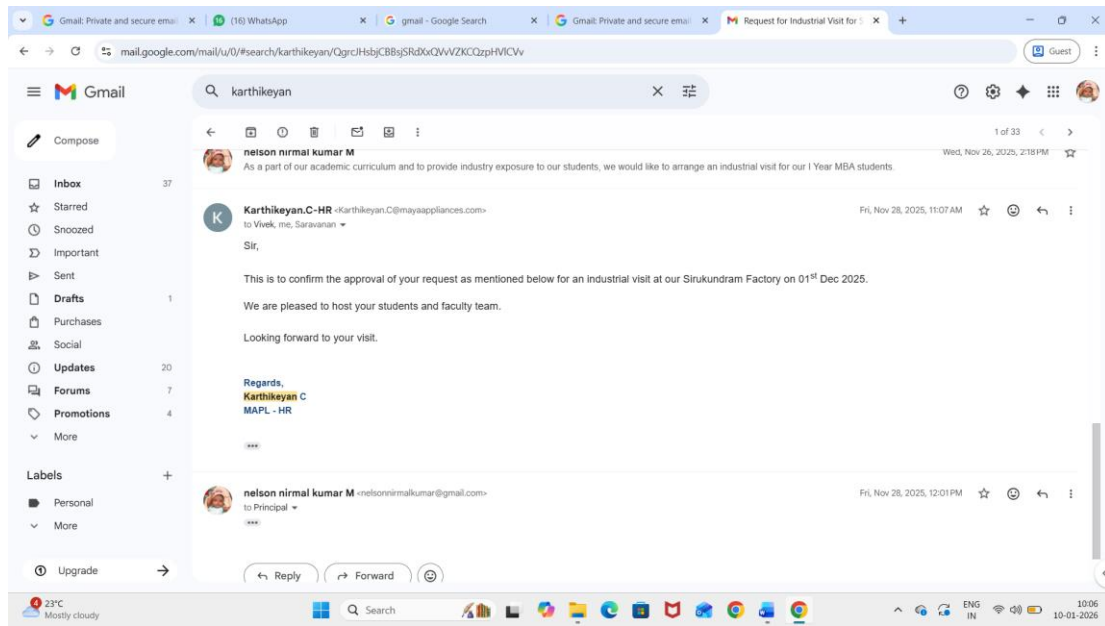 Gmail: Private and secure emai
(16) WhatsApp
gmail - Google Search
Gmail: Private and secure emai
Request for Industrial Visit for S
mail.google.com/mail/u/0/#search/karthikeyan/QgrcJHsbjCBBsjSRdXxQVvVZKCQzpHVlCVv
Guest
Gmail
karthikeyan
Compose
1 of 33
Inbox 37
Starred
Snoozed
Important
Sent
Drafts 1
Purchases
Social
Updates 20
Forums 7
Promotions 4
More
Labels
Personal
More
Upgrade
nelson nirmal kumar M
Wed, Nov 26, 2025, 2:18 PM
As a part of our academic curriculum and to provide industry exposure to our students, we would like to arrange an industrial visit for our I Year MBA students
K
Karthikeyan.C-HR <Karthikeyan.C@mayaappliances.com>
Fri, Nov 28, 2025, 11:07 AM
to Vivek, me, Saravanan
Sir,
This is to confirm the approval of your request as mentioned below for an industrial visit at our Sirukundram Factory on 01st Dec 2025.
We are pleased to host your students and faculty team.
Looking forward to your visit.
Regards,
Karthikeyan C
MAPL - HR
nelson nirmal kumar M <nelsonnirmalkumar@gmail.com>
Fri, Nov 28, 2025, 12:01 PM
to Principal
Reply
Forward
4
23°C
Mostly cloudy
Search
ENG
IN
10:06
10-01-2026